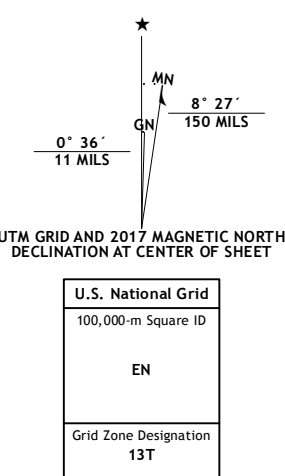 ★
MN
GN
8° 27´
150 MILS
0° 36´
11 MILS
UTM GRID AND 2017 MAGNETIC NORTH
DECLINATION AT CENTER OF SHEET
U.S. National Grid
100,000-m Square ID
EN
Grid Zone Designation
13T